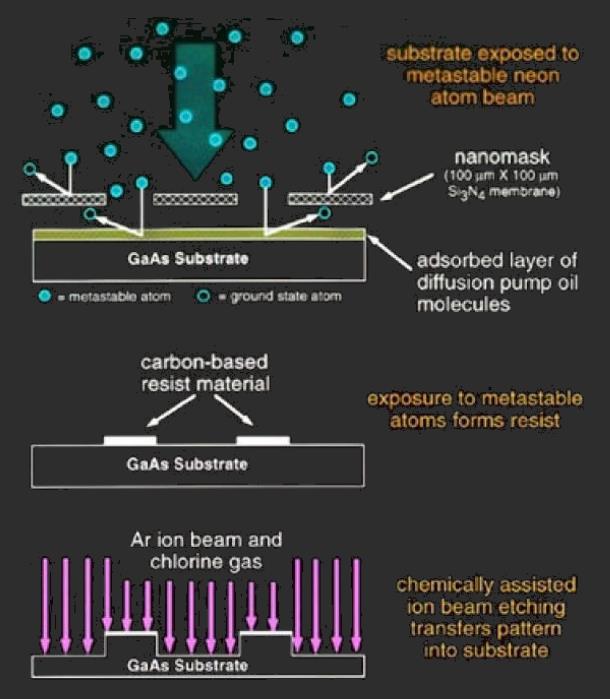 substrate exposed to
metastable neon
atom beam
nanomask
(100 µm X 100 µm
Si₃N₄ membrane)
GaAs Substrate
adsorbed layer of
diffusion pump oil
molecules
= metastable atom
= ground state atom
carbon-based
resist material
exposure to metastable
atoms forms resist
GaAs Substrate
Ar ion beam and
chlorine gas
chemically assisted
ion beam etching
transfers pattern
into substrate
GaAs Substrate